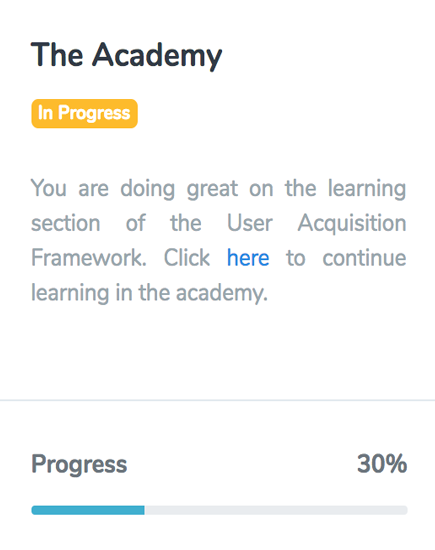 The Academy
In Progress
You are doing great on the learning
section of the User Acquisition
Framework. Click here to continue
learning in the academy.
Progress 30%